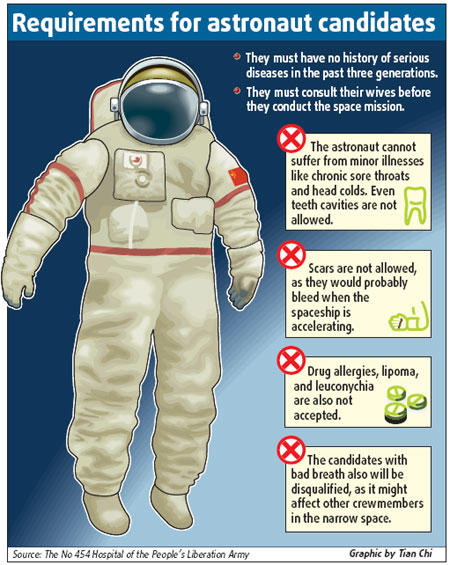 Requirements for astronaut candidates
They must have no history of serious
diseases in the past three generations.
They must consult their wives before
they conduct the space mission.
The astronaut cannot
suffer from minor illnesses
like chronic sore throats
and head colds. Even
teeth cavities are not
allowed.
Scars are not allowed,
as they would probably
bleed when the
spaceship is
accelerating.
Drug allergies, lipoma,
and leuconychia
are also not
accepted.
The candidates with
bad breath also will be
disqualified, as it might
affect other crewmembers
in the narrow space.
Source: The No 454 Hospital of the People's Liberation Army
Graphic by Tian Chi